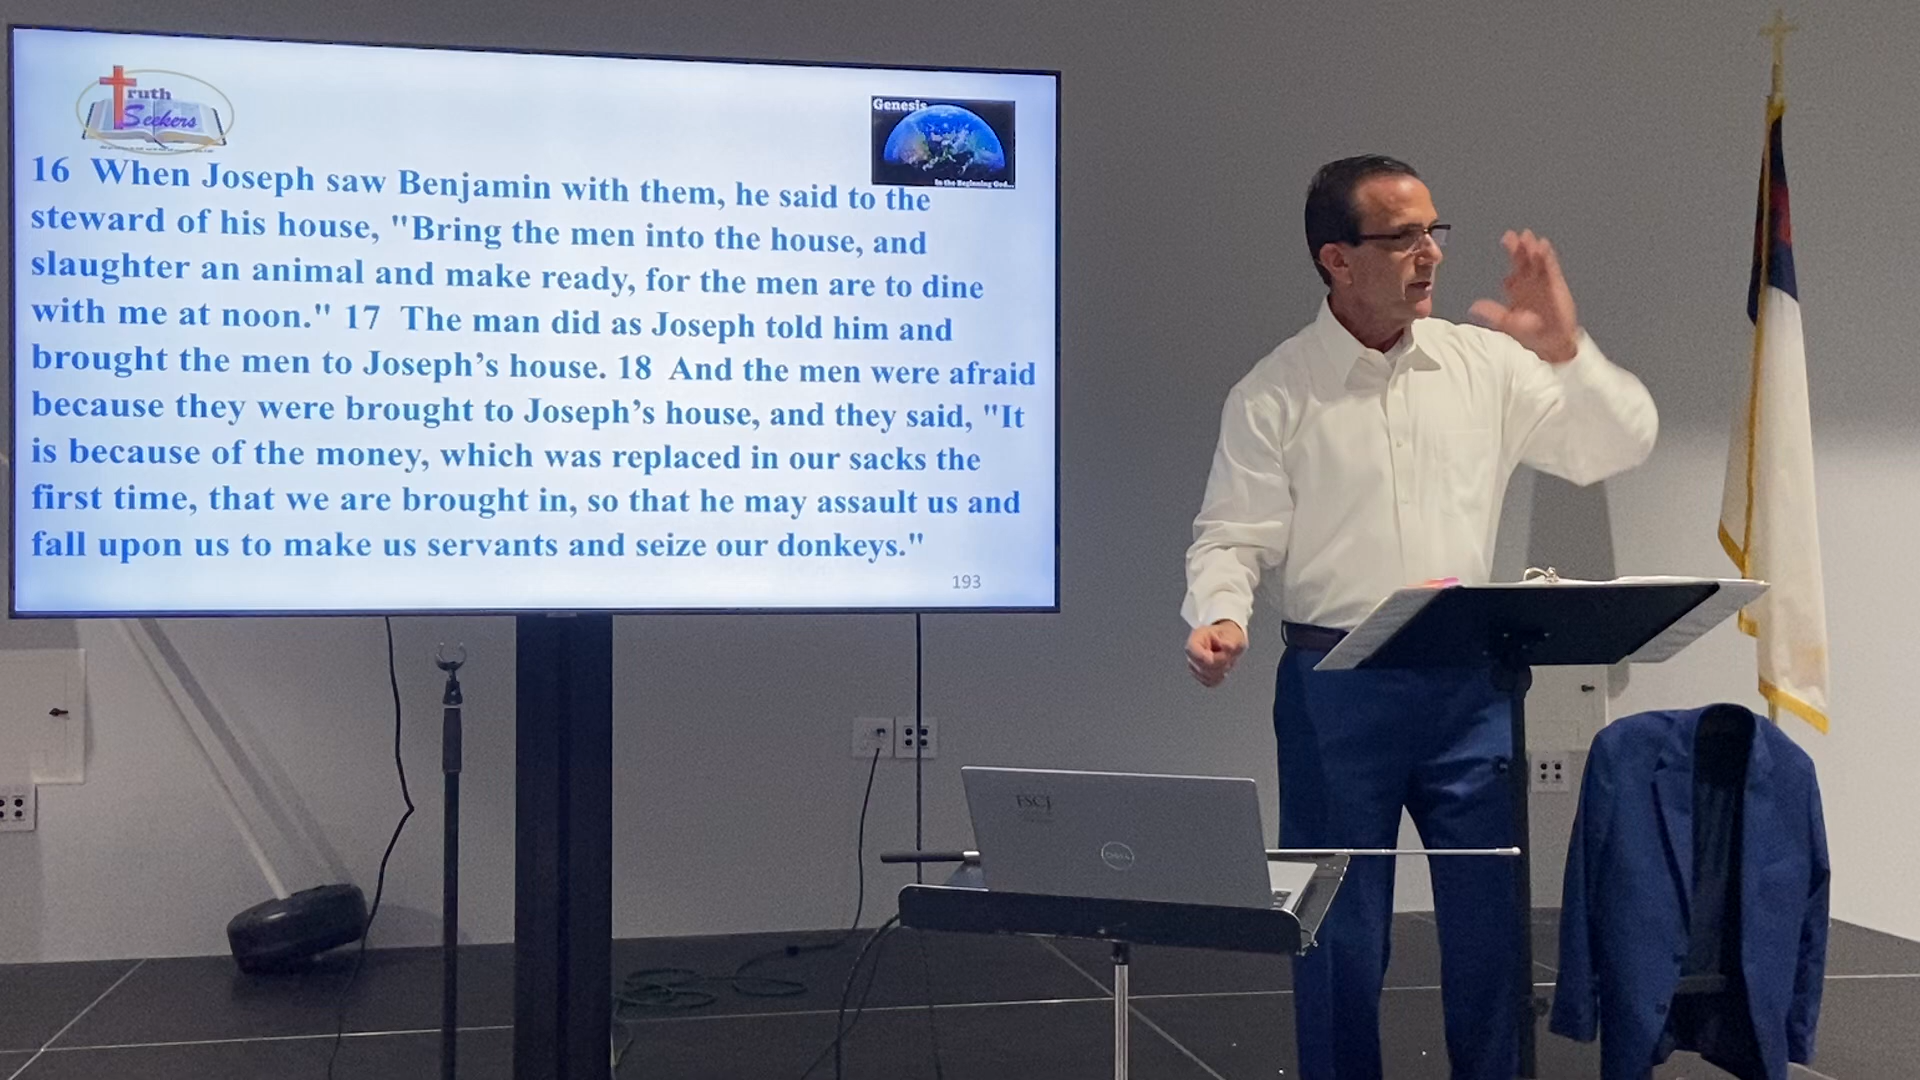 Truth
Seekers
Genesis
In the Beginning God...
16 When Joseph saw Benjamin with them, he said to the
steward of his house, "Bring the men into the house, and
slaughter an animal and make ready, for the men are to dine
with me at noon." 17 The man did as Joseph told him and
brought the men to Joseph’s house. 18 And the men were afraid
because they were brought to Joseph’s house, and they said, "It
is because of the money, which was replaced in our sacks the
first time, that we are brought in, so that he may assault us and
fall upon us to make us servants and seize our donkeys."
193
FSCJ
DELL